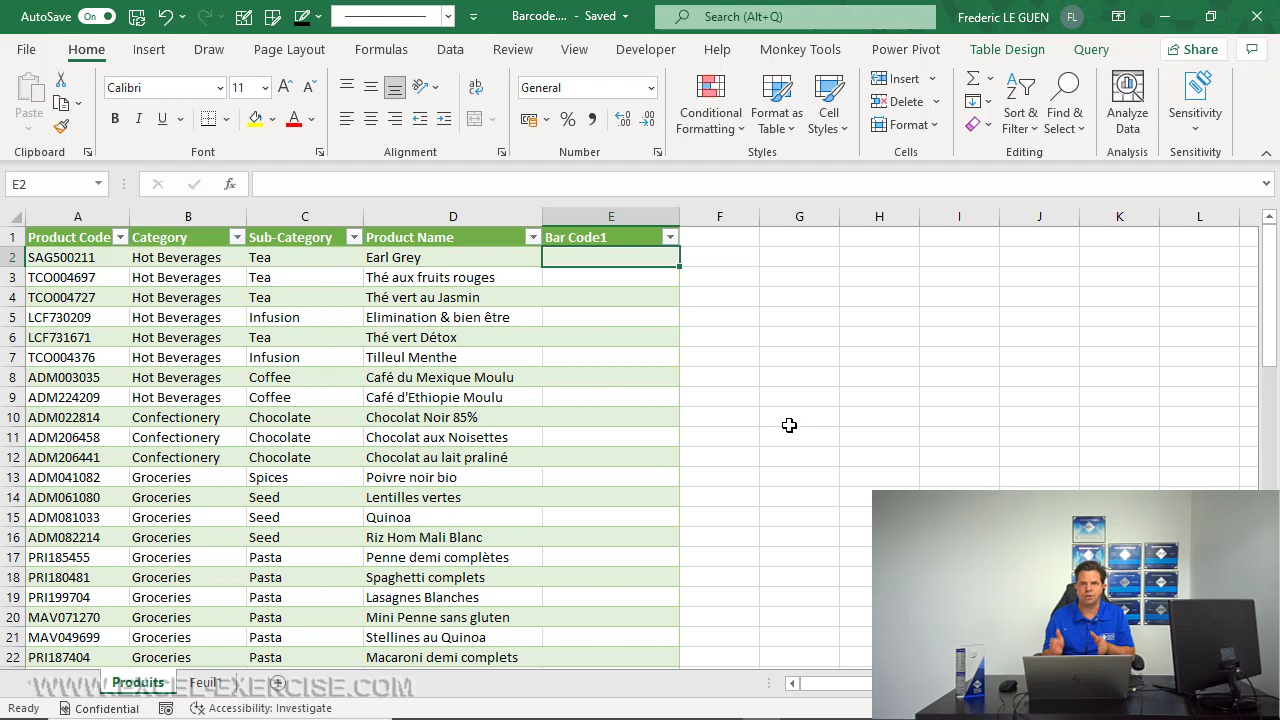 AutoSave On Barcode.... - Saved Search (Alt+Q) Frederic LE GUEN FL
File Home Insert Draw Page Layout Formulas Data Review View Developer Help Monkey Tools Power Pivot Table Design Query Share
Paste Calibri 11 General Conditional Formatting Format as Table Cell Styles Insert Delete Format Sort & Filter Find & Select Analyze Data Sensitivity
Clipboard Font Alignment Number Styles Cells Editing Analysis Sensitivity
E2 fx
A B C D E F G H I J K L
1 Product Code Category Sub-Category Product Name Bar Code1
2 SAG500211 Hot Beverages Tea Earl Grey
3 TCO004697 Hot Beverages Tea Thé aux fruits rouges
4 TCO004727 Hot Beverages Tea Thé vert au Jasmin
5 LCF730209 Hot Beverages Infusion Elimination & bien être
6 LCF731671 Hot Beverages Tea Thé vert Détox
7 TCO004376 Hot Beverages Infusion Tilleul Menthe
8 ADM003035 Hot Beverages Coffee Café du Mexique Moulu
9 ADM224209 Hot Beverages Coffee Café d'Ethiopie Moulu
10 ADM022814 Confectionery Chocolate Chocolat Noir 85%
11 ADM206458 Confectionery Chocolate Chocolat aux Noisettes
12 ADM206441 Confectionery Chocolate Chocolat au lait praliné
13 ADM041082 Groceries Spices Poivre noir bio
14 ADM061080 Groceries Seed Lentilles vertes
15 ADM081033 Groceries Seed Quinoa
16 ADM082214 Groceries Seed Riz Hom Mali Blanc
17 PRI185455 Groceries Pasta Penne demi complètes
18 PRI180481 Groceries Pasta Spaghetti complets
19 PRI199704 Groceries Pasta Lasagnes Blanches
20 MAV071270 Groceries Pasta Mini Penne sans gluten
21 MAV049699 Groceries Pasta Stellines au Quinoa
22 PRI187404 Groceries Pasta Macaroni demi complets
Produits Feuil1
WWW.EXCEL-EXERCISE.COM
Ready Confidential Accessibility: Investigate